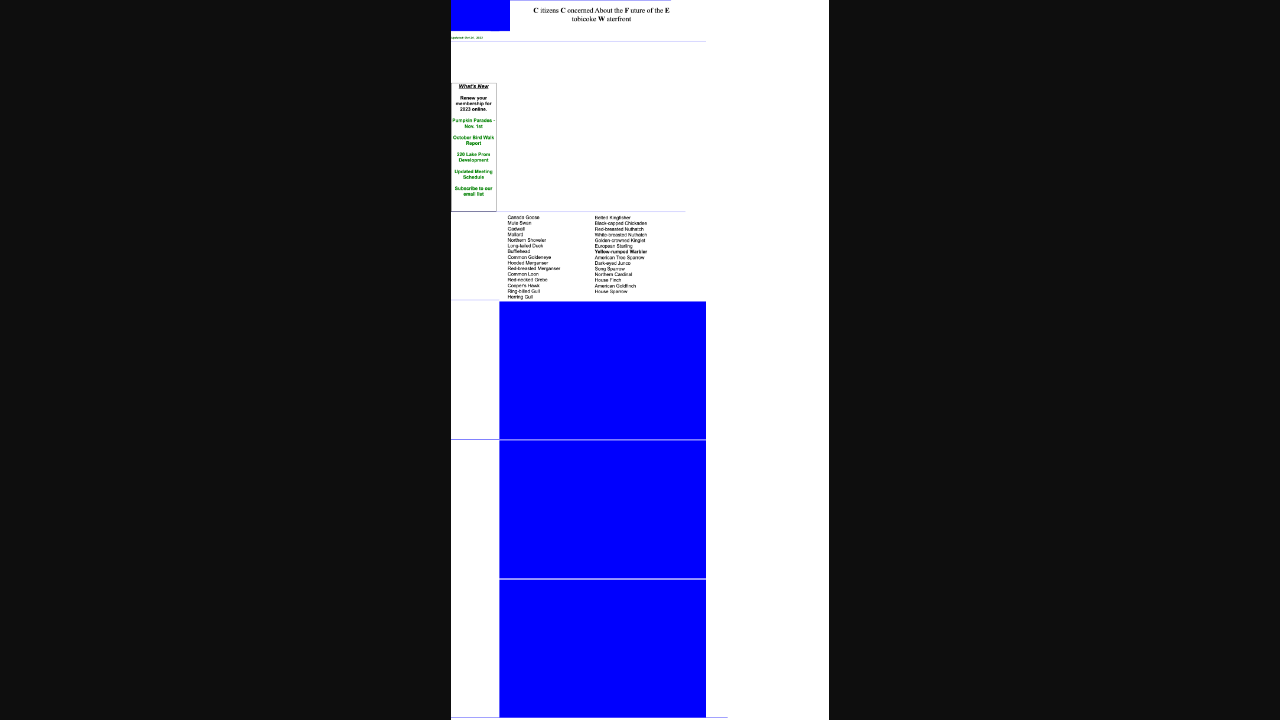 C itizens C oncerned About the F uture of the E
tobicoke W aterfront
What's New
Renew your
membership for
2023 online.
Pumpkin Parades -
Nov. 1st
October Bird Walk
Report
220 Lake Prom
Development
Updated Meeting
Schedule
Subscribe to our
email list
Canada Goose
Mute Swan
Gadwall
Mallard
Northern Shoveler
Long-tailed Duck
Bufflehead
Common Goldeneye
Hooded Merganser
Red-breasted Merganser
Common Loon
Red-necked Grebe
Cooper's Hawk
Ring-billed Gull
Herring Gull
Belted Kingfisher
Black-capped Chickadee
Red-breasted Nuthatch
White-breasted Nuthatch
Golden-crowned Kinglet
European Starling
Yellow-rumped Warbler
American Tree Sparrow
Dark-eyed Junco
Song Sparrow
Northern Cardinal
House Finch
American Goldfinch
House Sparrow